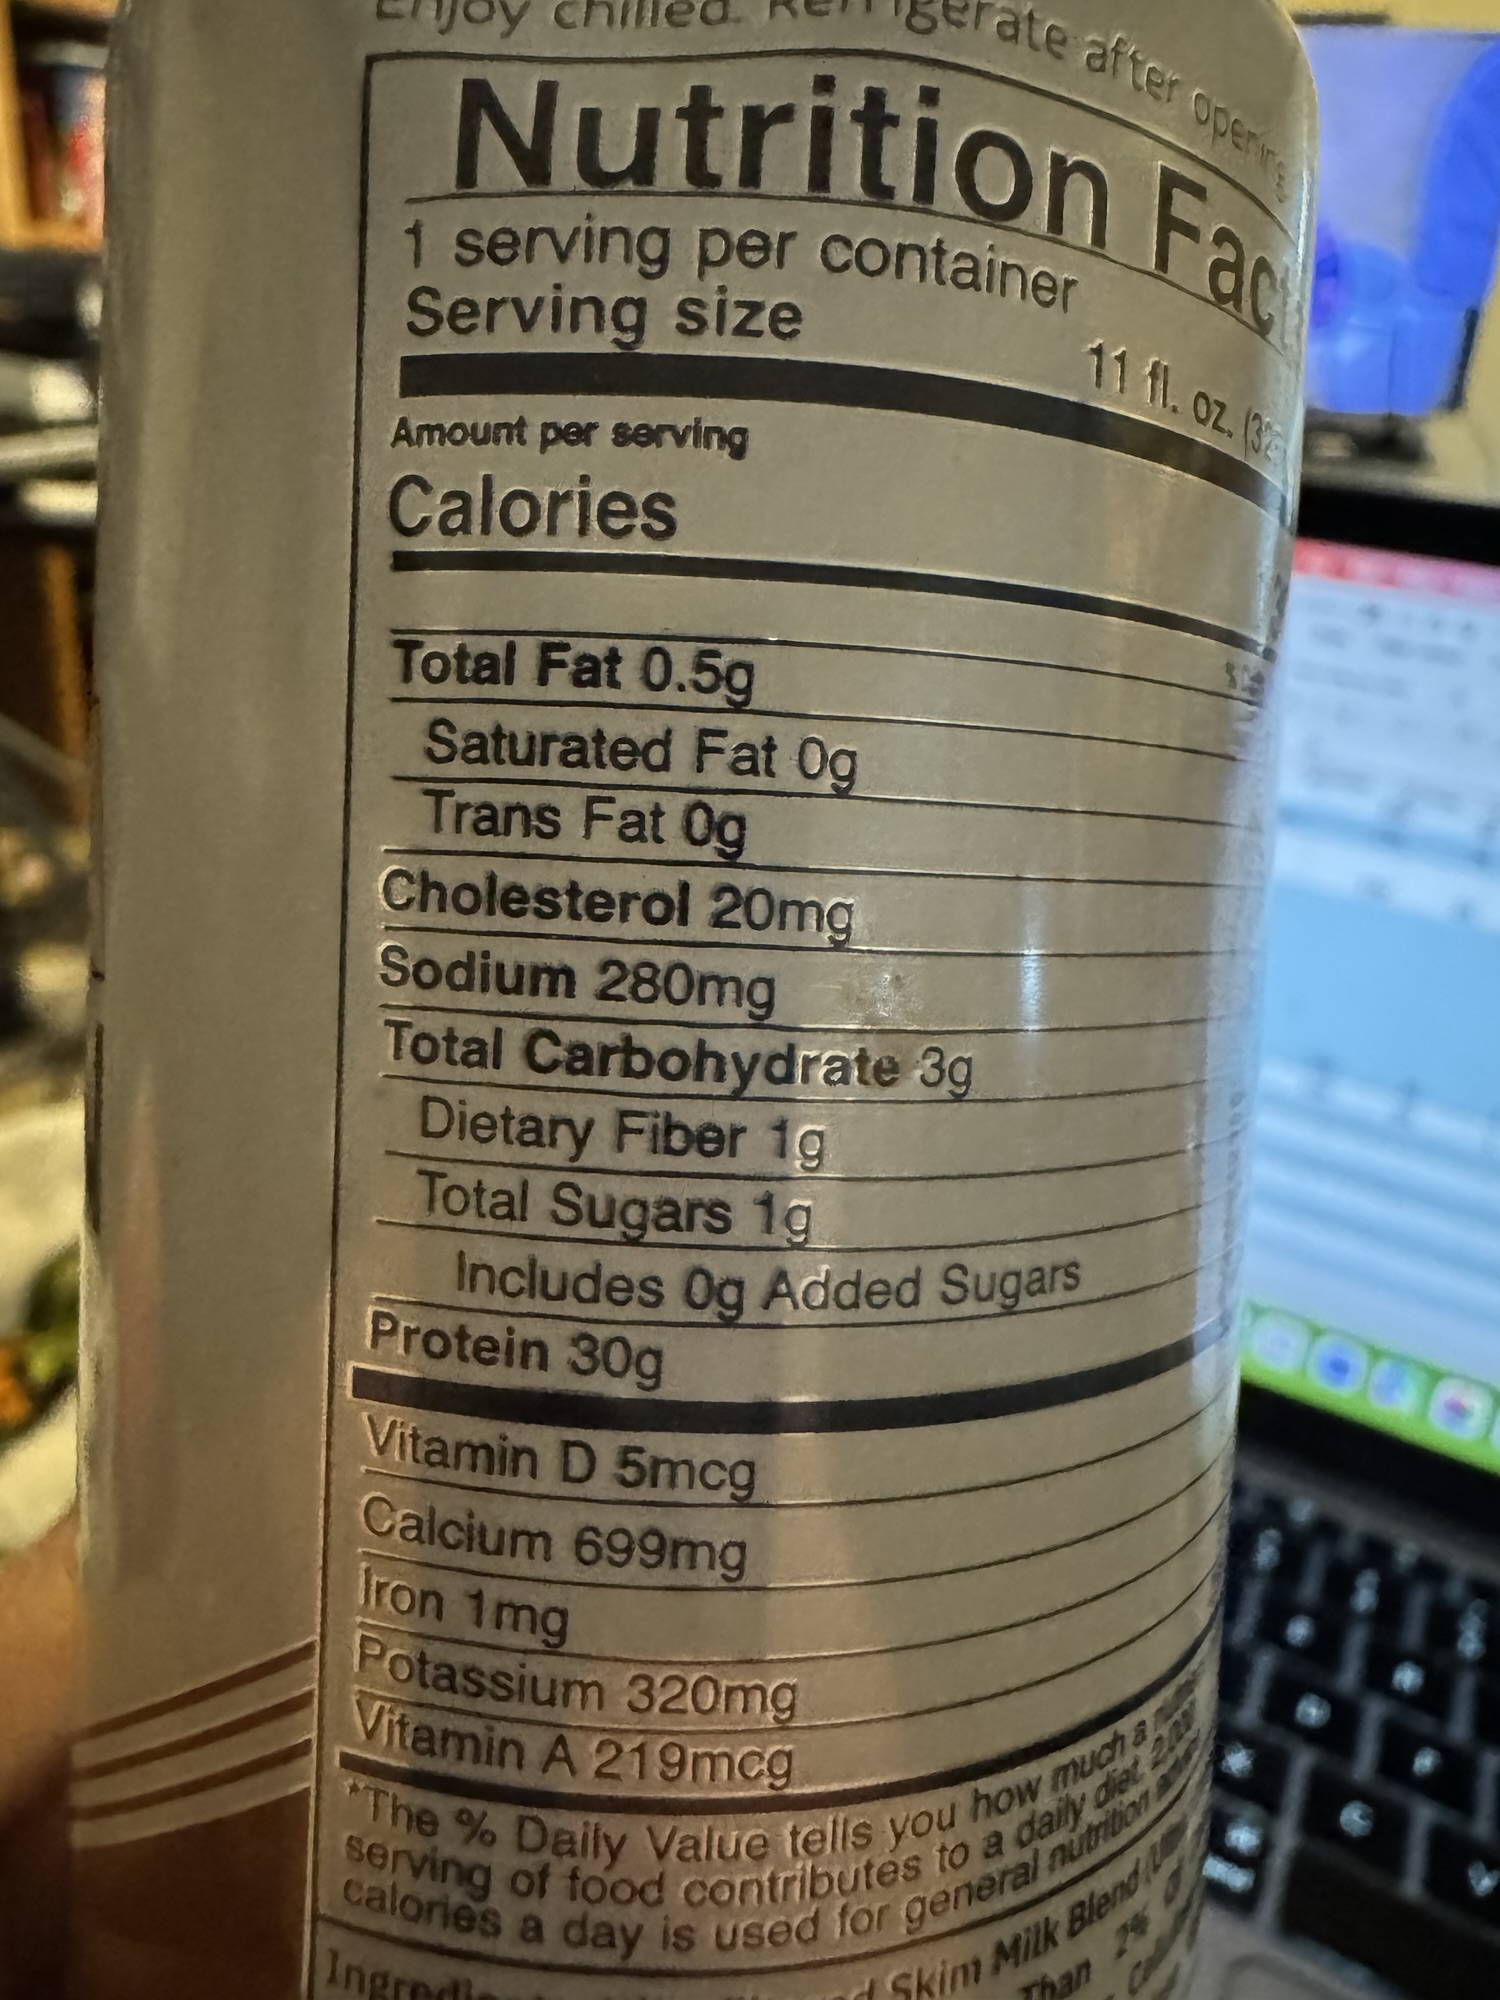 Enjoy chilled. Refrigerate after opening
Nutrition Fact
1 serving per container
Serving size 11 fl. oz.
Amount per serving
Calories
Total Fat 0.5g
Saturated Fat 0g
Trans Fat 0g
Cholesterol 20mg
Sodium 280mg
Total Carbohydrate 3g
Dietary Fiber 1g
Total Sugars 1g
Includes 0g Added Sugars
Protein 30g
Vitamin D 5mcg
Calcium 699mg
Iron 1mg
Potassium 320mg
Vitamin A 219mcg
*The % Daily Value tells you how much a
serving of food contributes to a daily diet.
calories a day is used for general nutrition
Skim Milk Blend
Than 2%